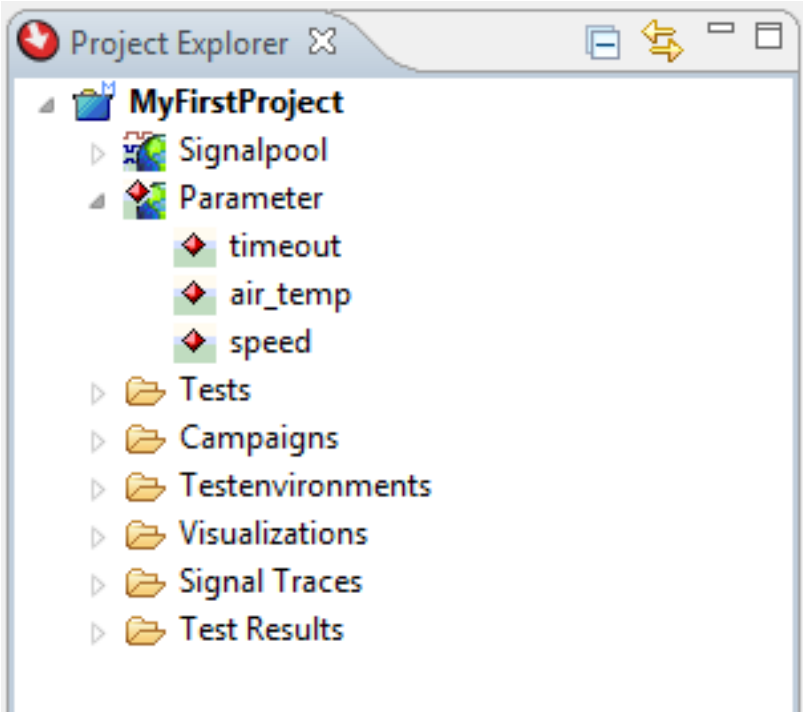 Project Explorer
MyFirstProject
Signalpool
Parameter
timeout
air_temp
speed
Tests
Campaigns
Testenvironments
Visualizations
Signal Traces
Test Results